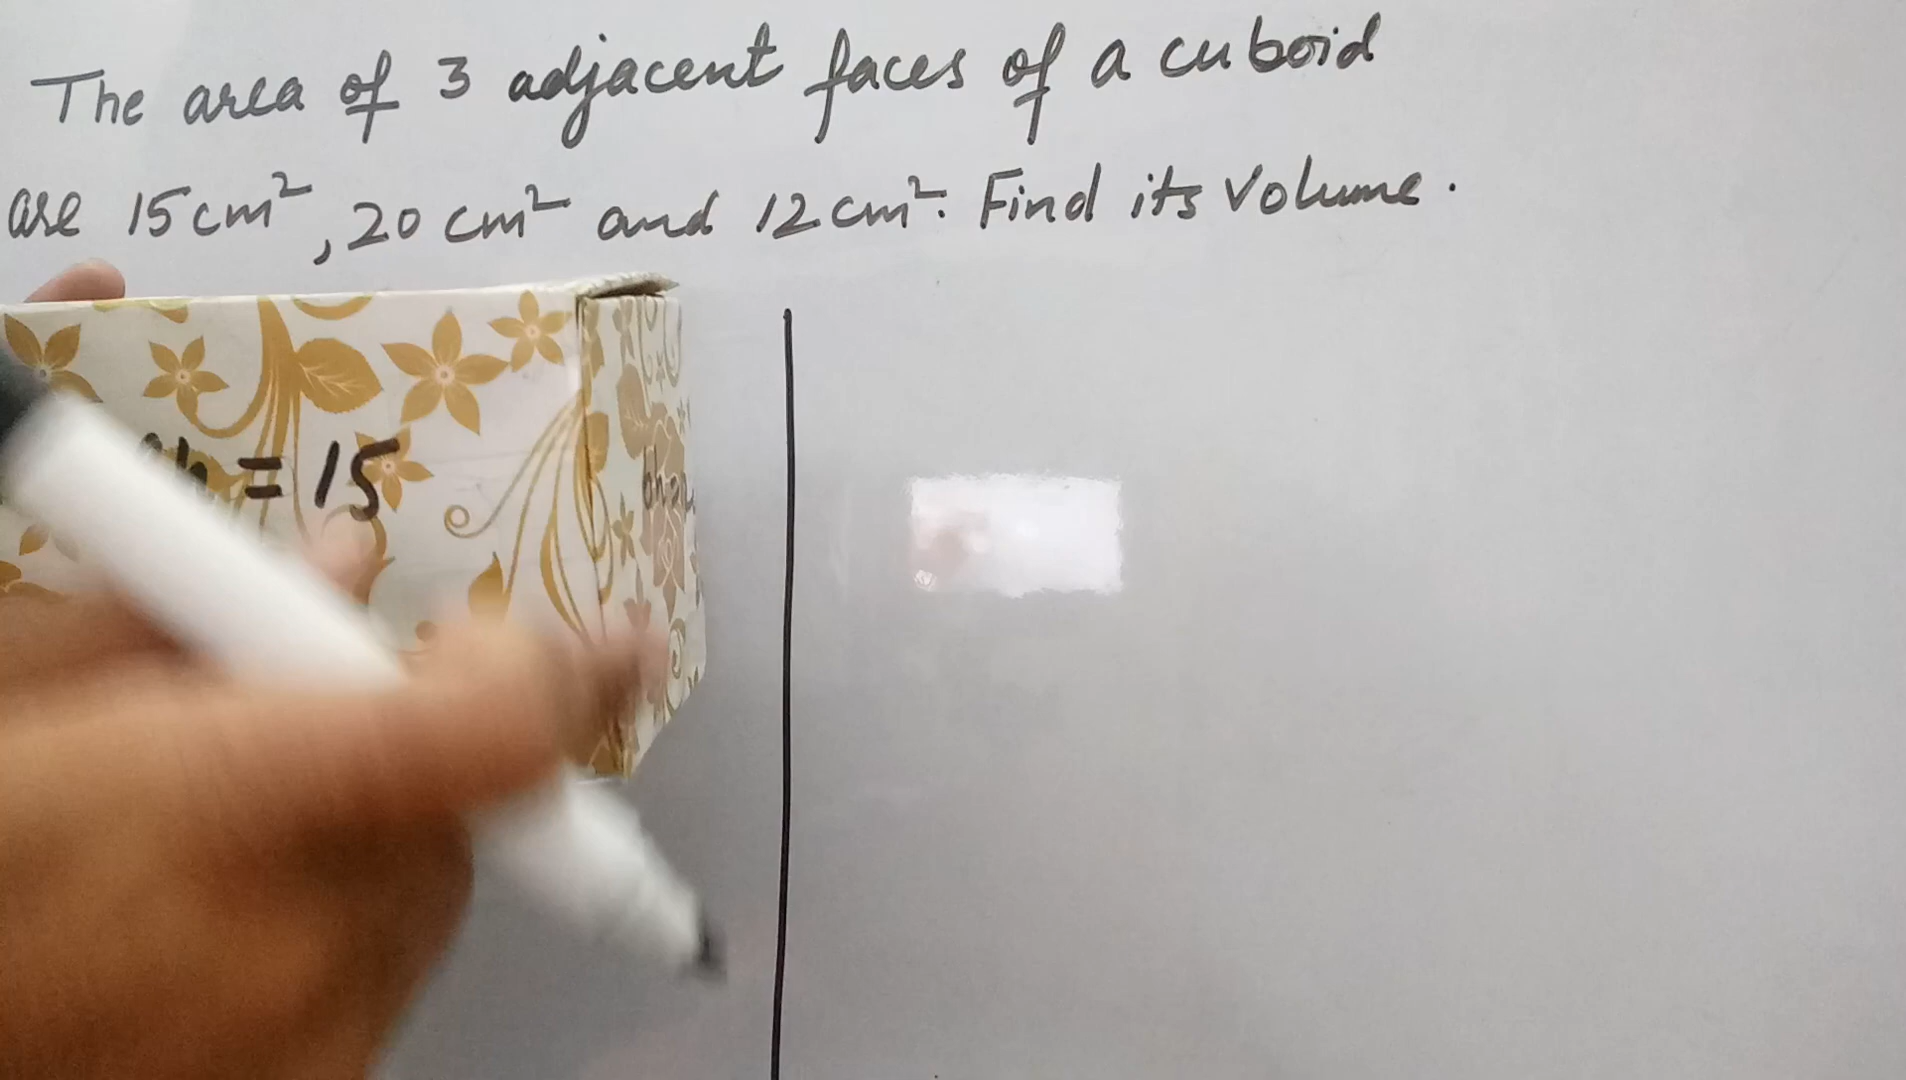 The area of 3 adjacent faces of a cuboid
are 15 cm², 20 cm² and 12 cm². Find its volume.
= 15